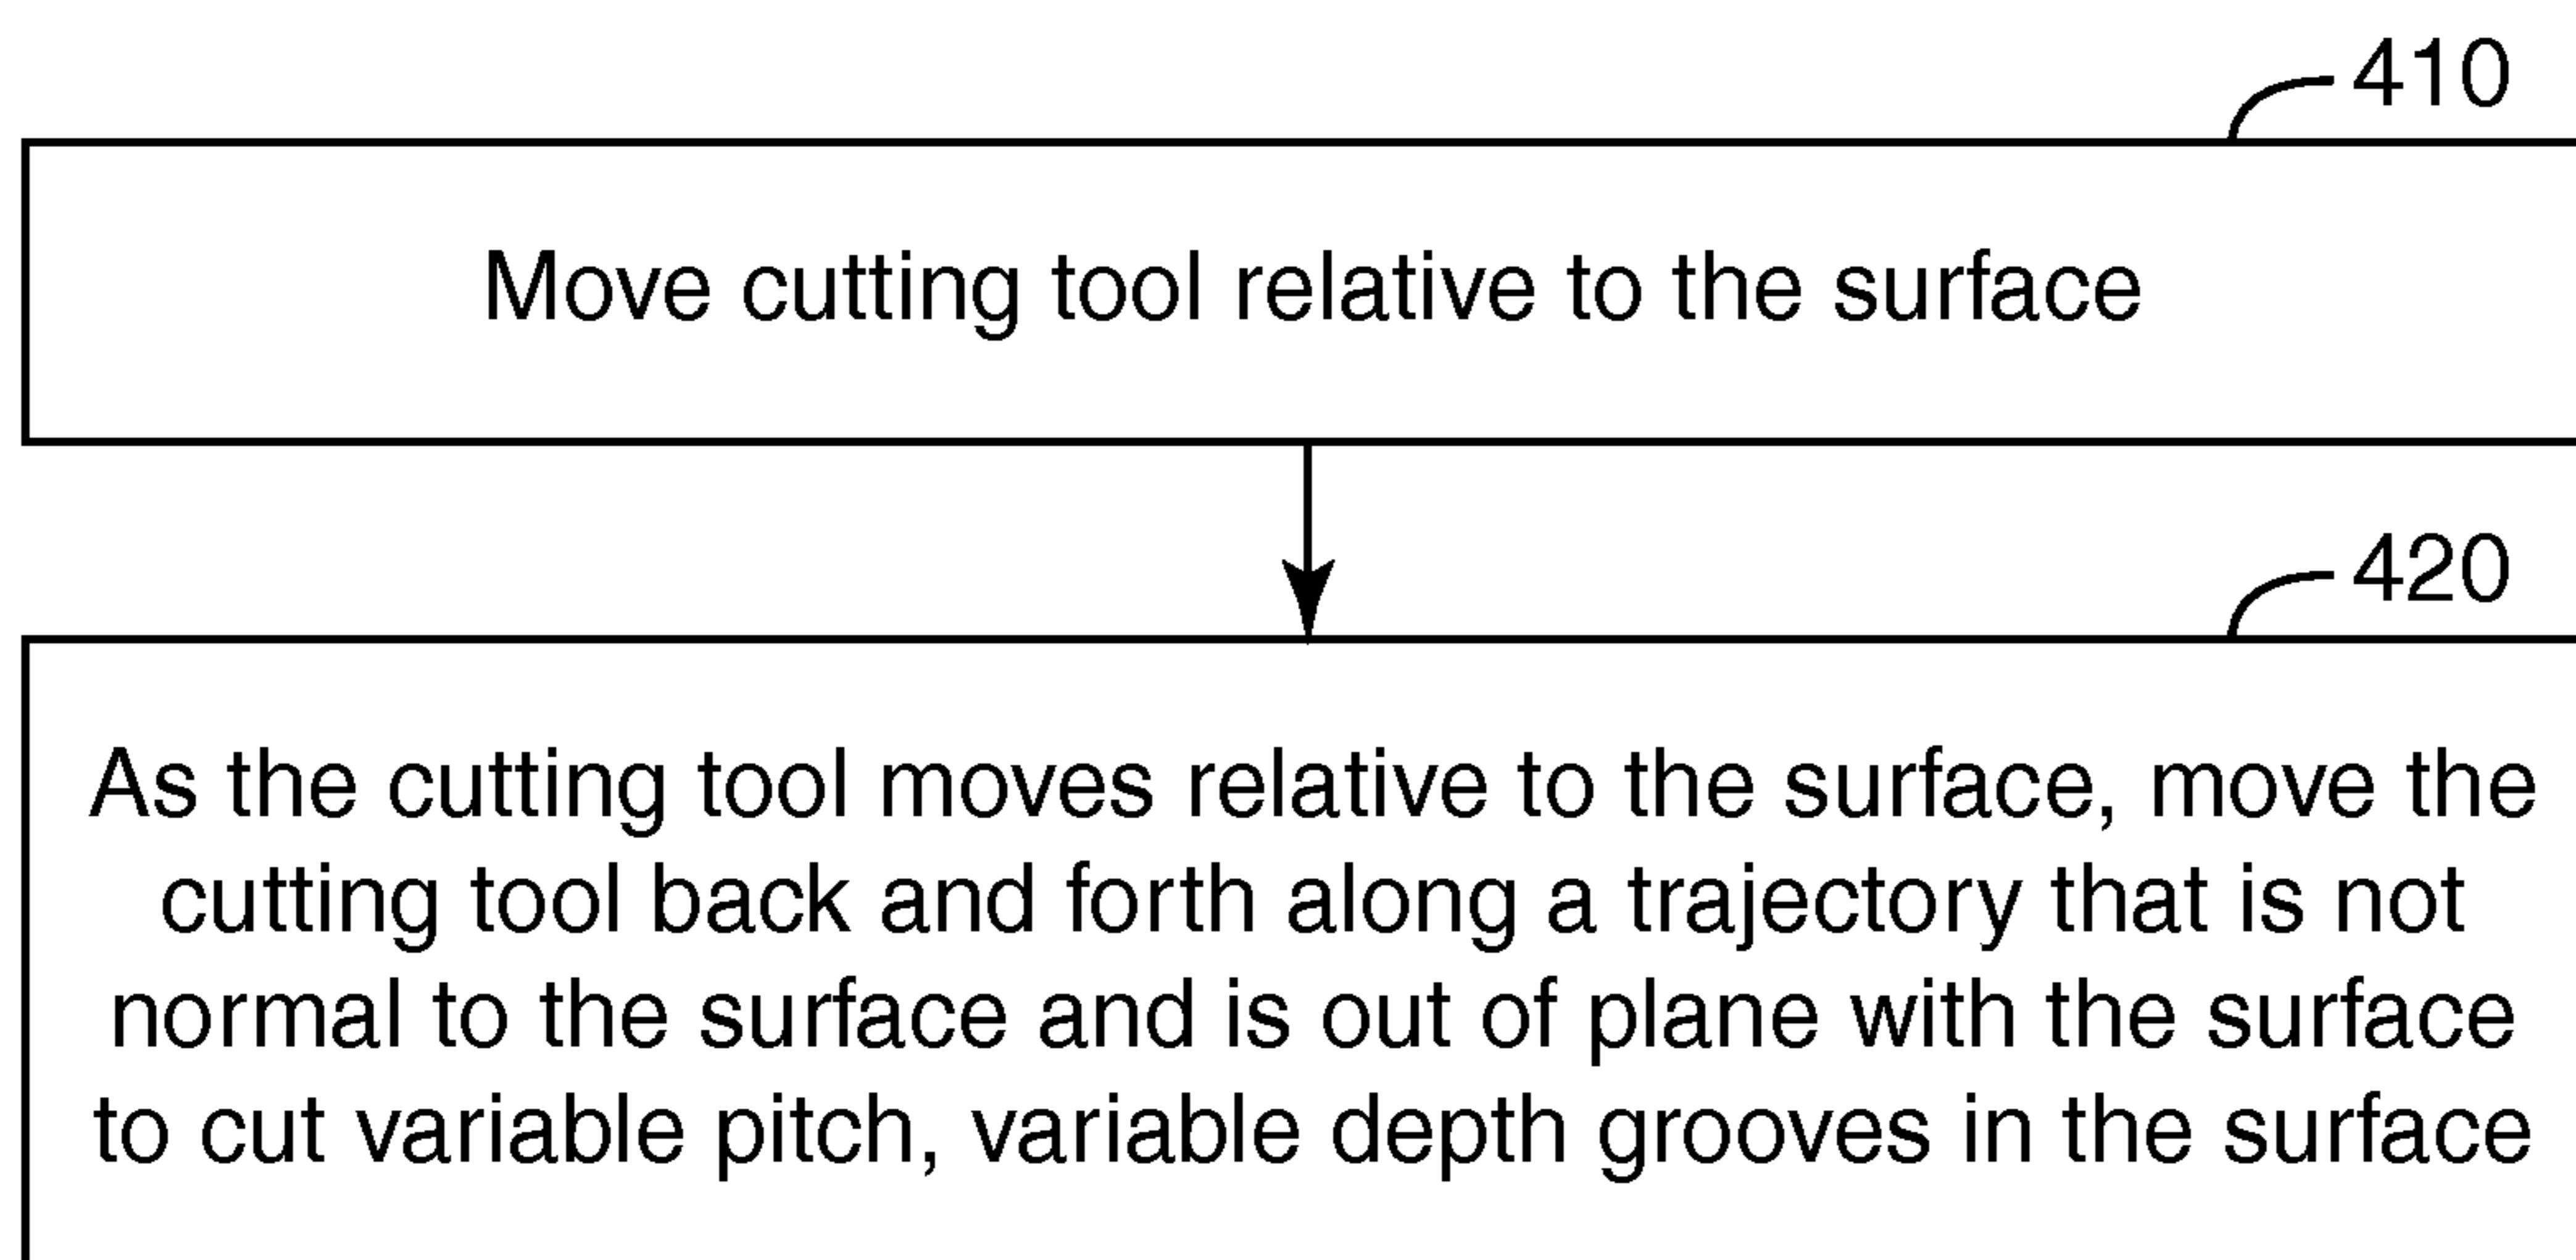 410
Move cutting tool relative to the surface
420
As the cutting tool moves relative to the surface, move the
cutting tool back and forth along a trajectory that is not
normal to the surface and is out of plane with the surface
to cut variable pitch, variable depth grooves in the surface